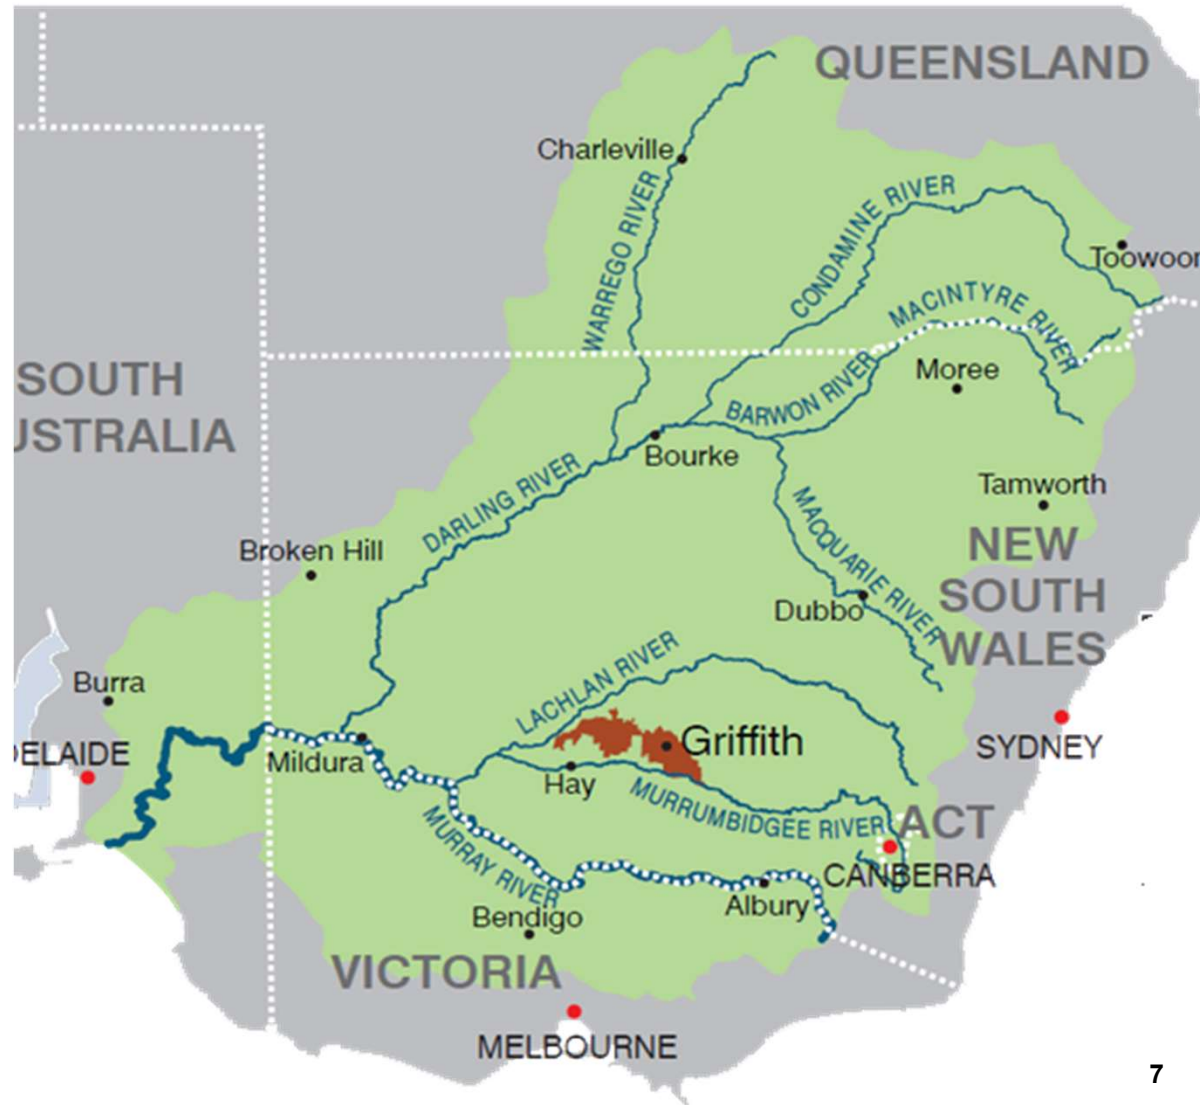 QUEENSLAND
Charleville
WARREGO RIVER
CONDAMINE RIVER
Toowoor
MACINTYRE RIVER
SOUTH
USTRALIA
Moree
BARWON RIVER
Bourke
DARLING RIVER
Tamworth
MACQUARIE RIVER
NEW
SOUTH
WALES
Broken Hill
Dubbo
LACHLAN RIVER
Burra
DELAIDE
Mildura
Griffith
SYDNEY
Hay
MURRUMBIDGEE RIVER
ACT
CANBERRA
MURRAY RIVER
Albury
Bendigo
VICTORIA
MELBOURNE
7